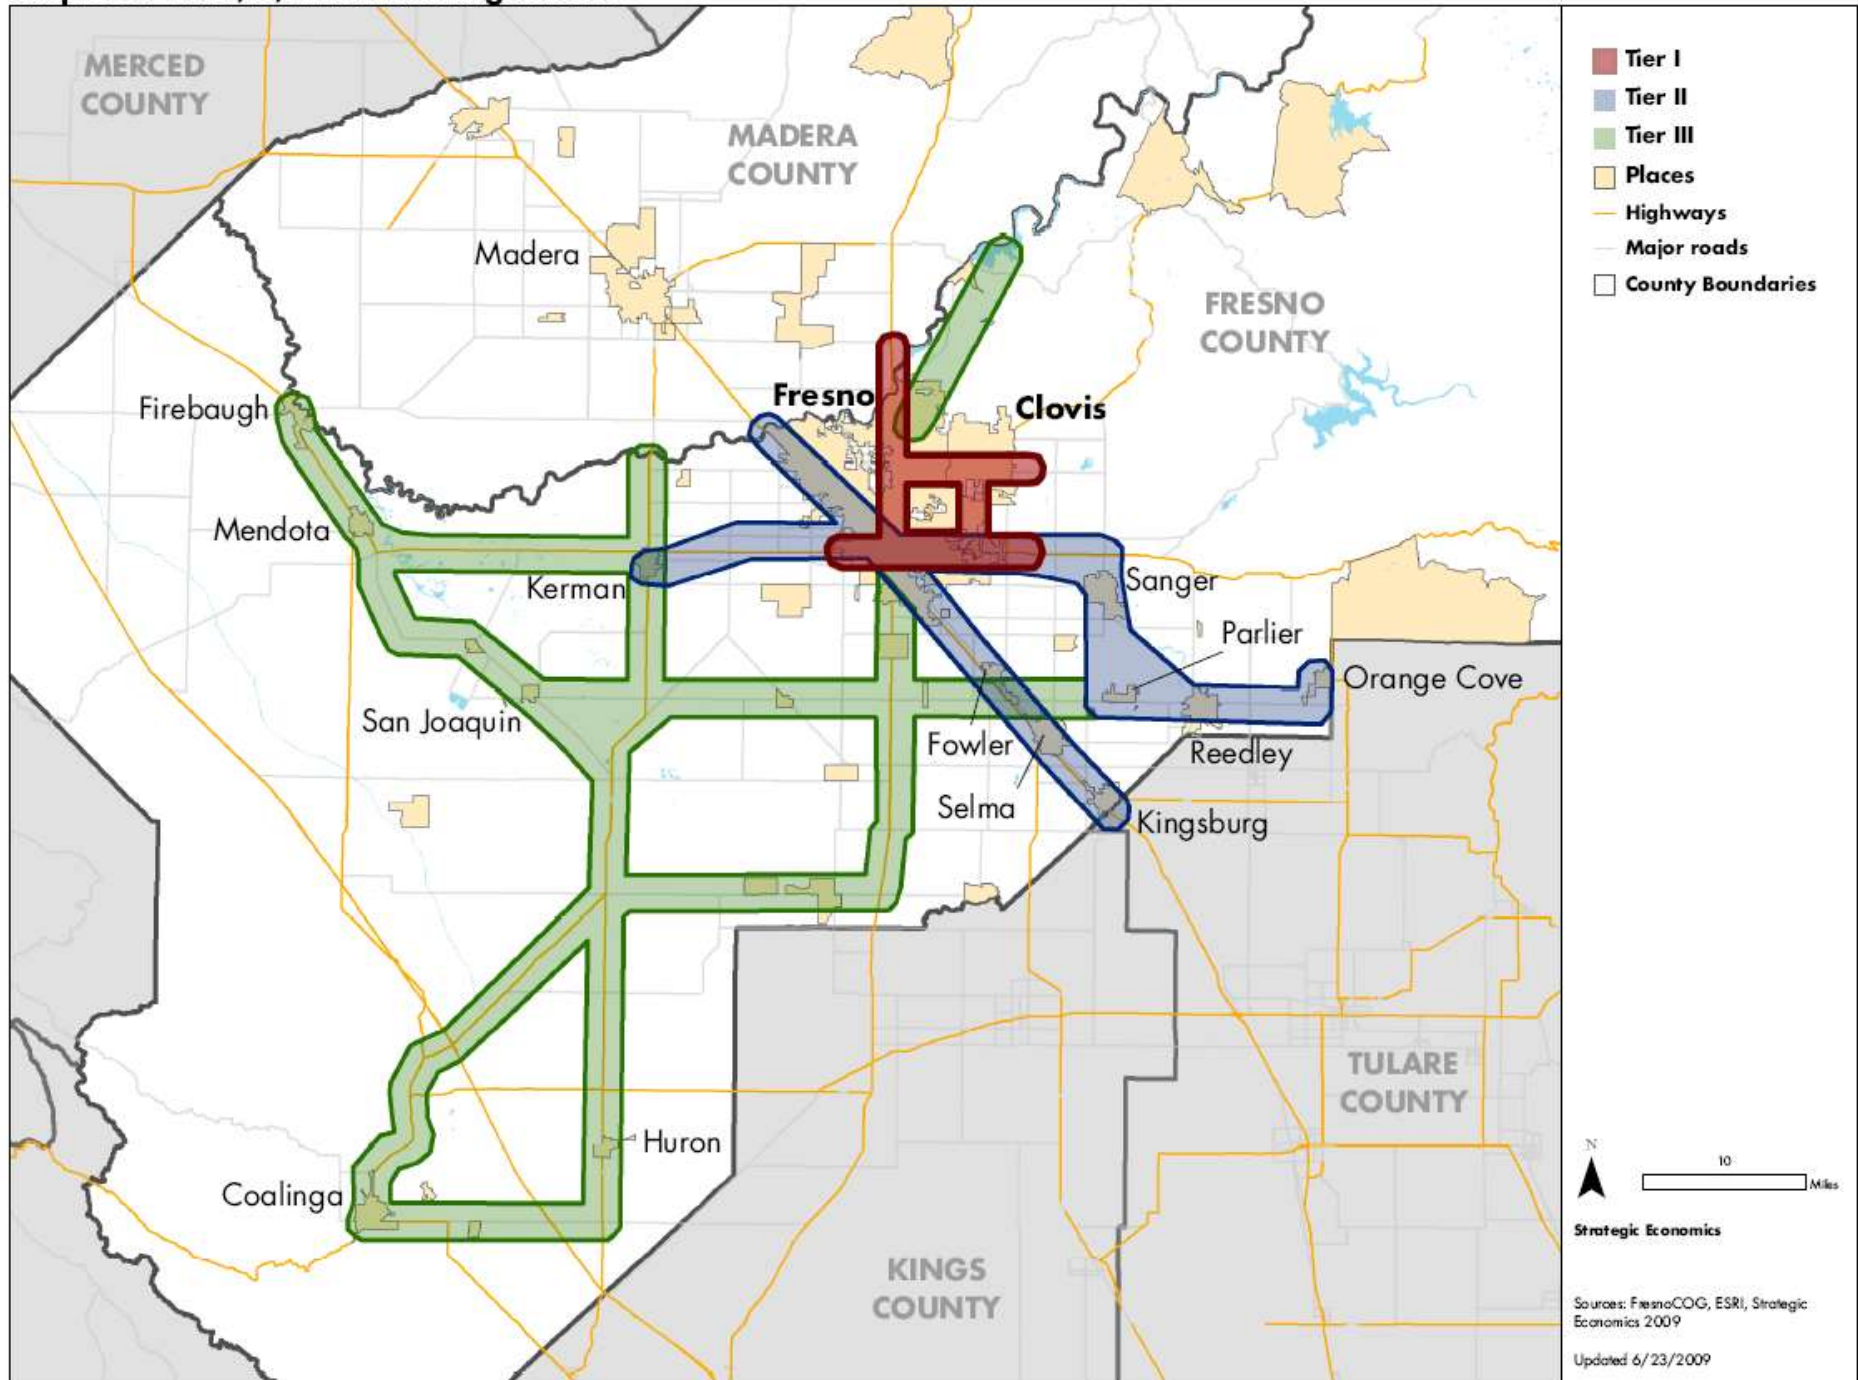 MERCED
COUNTY
MADERA
COUNTY
Madera
FRESNO
COUNTY
Firebaugh
Fresno
Clovis
Mendota
Kerman
Sanger
Parlier
Orange Cove
San Joaquin
Fowler
Reedley
Selma
Kingsburg
TULARE
COUNTY
Huron
Coalinga
KINGS
COUNTY
Tier I
Tier II
Tier III
Places
Highways
Major roads
County Boundaries
N
10
Miles
Strategic Economics
Sources: FresnoCOG, ESRI, Strategic
Economics 2009
Updated 6/23/2009